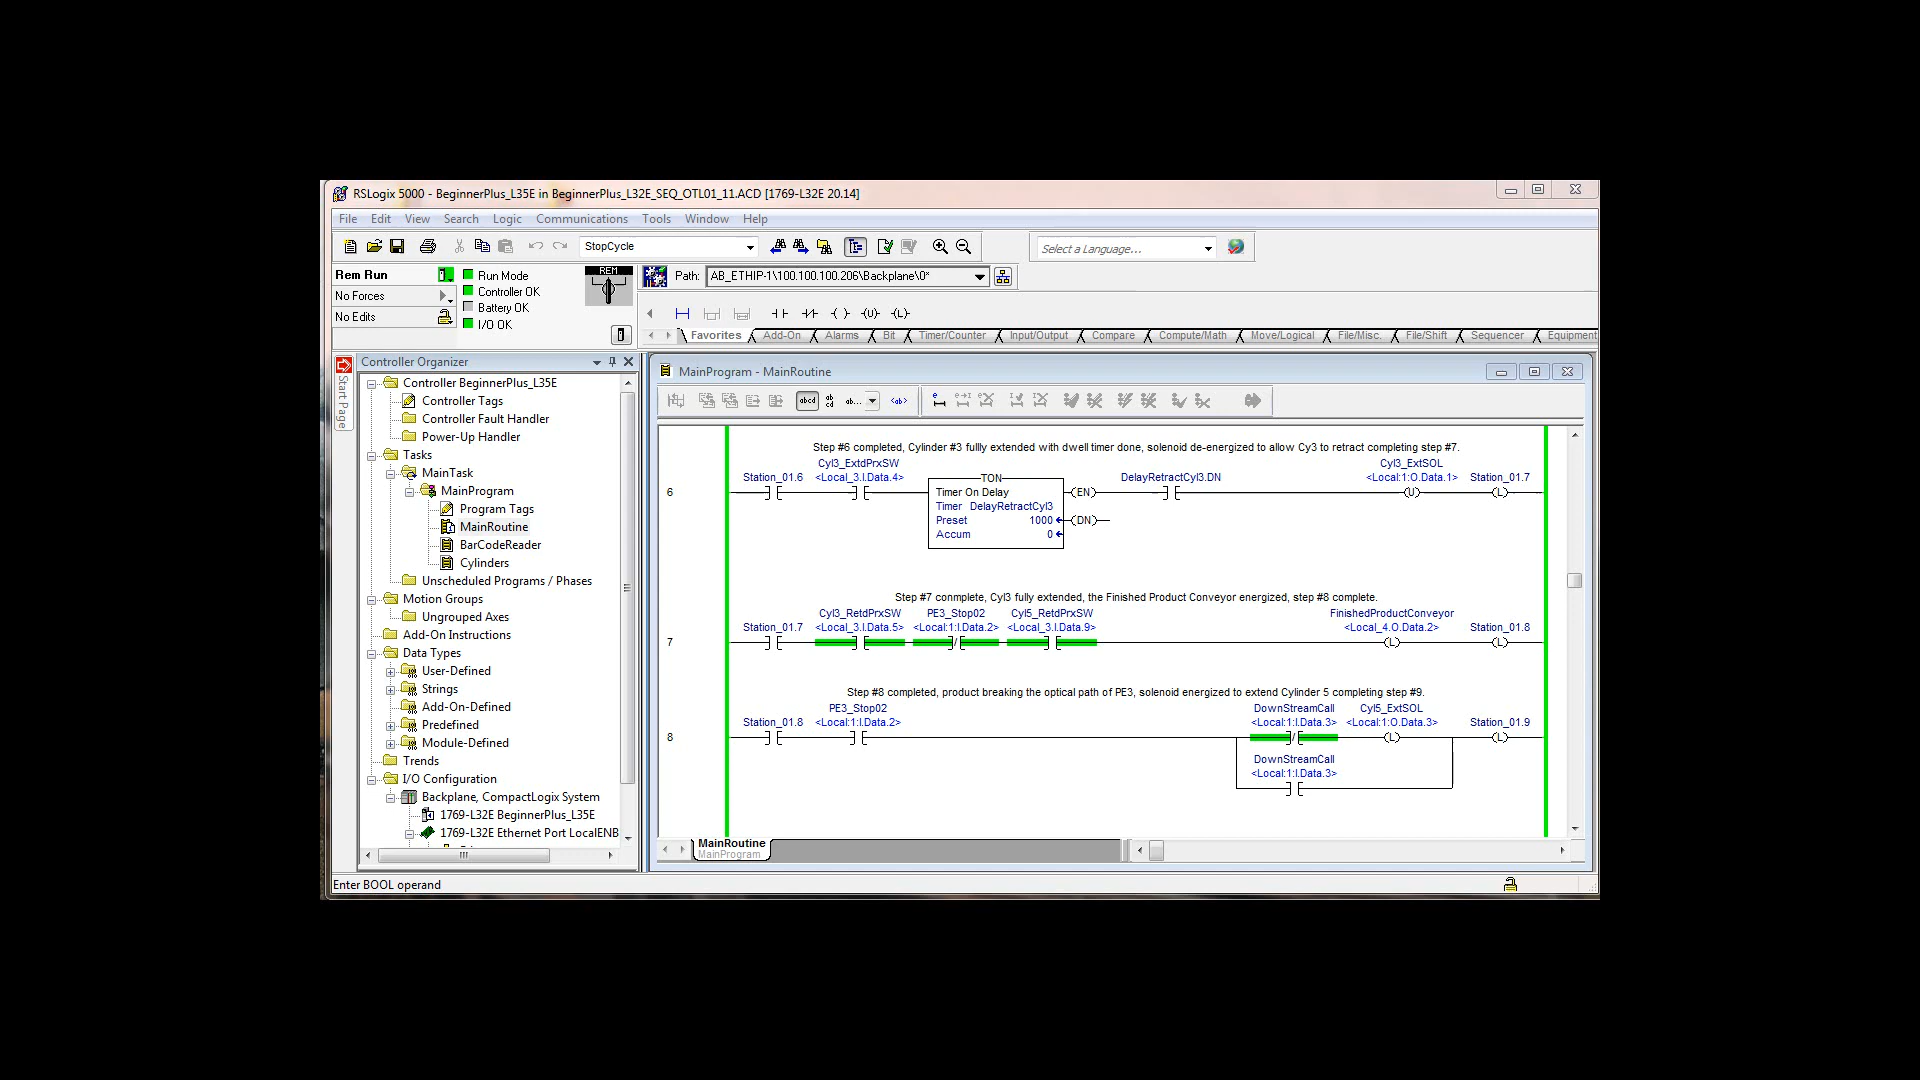 RSLogix 5000 - BeginnerPlus_L35E in BeginnerPlus_L32E_SEQ_OTL01_11.ACD [1769-L32E 20.14]
File Edit View Search Logic Communications Tools Window Help
StopCycle
Select a Language...
Rem Run
No Forces
No Edits
Run Mode
Controller OK
Battery OK
I/O OK
REM
Path: AB_ETHIP-1\100.100.100.206\Backplane\0*
Favorites Add-On Alarms Bit Timer/Counter Input/Output Compare Compute/Math Move/Logical File/Misc. File/Shift Sequencer Equipment
Start Page
Controller Organizer
Controller BeginnerPlus_L35E
Controller Tags
Controller Fault Handler
Power-Up Handler
Tasks
MainTask
MainProgram
Program Tags
MainRoutine
BarCodeReader
Cylinders
Unscheduled Programs / Phases
Motion Groups
Ungrouped Axes
Add-On Instructions
Data Types
User-Defined
Strings
Add-On-Defined
Predefined
Module-Defined
Trends
I/O Configuration
Backplane, CompactLogix System
1769-L32E BeginnerPlus_L35E
1769-L32E Ethernet Port LocalENB
MainProgram - MainRoutine
Step #6 completed, Cylinder #3 fullly extended with dwell timer done, solenoid de-energized to allow Cy3 to retract completing step #7.
Cyl3_ExtdPrxSW
Cyl3_ExtSOL
Station_01.6 <Local_3.I.Data.4> DelayRetractCyl3.DN <Local:1:O.Data.1> Station_01.7
6
TON
Timer On Delay
Timer DelayRetractCyl3
Preset 1000
Accum 0
EN
DN
U
L
Step #7 conmplete, Cyl3 fully extended, the Finished Product Conveyor energized, step #8 complete.
Cyl3_RetdPrxSW PE3_Stop02 Cyl5_RetdPrxSW FinishedProductConveyor
Station_01.7 <Local_3.I.Data.5> <Local:1:I.Data.2> <Local_3.I.Data.9> <Local_4.O.Data.2> Station_01.8
7
L
L
Step #8 completed, product breaking the optical path of PE3, solenoid energized to extend Cylinder 5 completing step #9.
PE3_Stop02 DownStreamCall Cyl5_ExtSOL
Station_01.8 <Local:1:I.Data.2> <Local:1:I.Data.3> <Local:1:O.Data.3> Station_01.9
8
L
L
DownStreamCall
<Local:1:I.Data.3>
MainRoutine
MainProgram
Enter BOOL operand